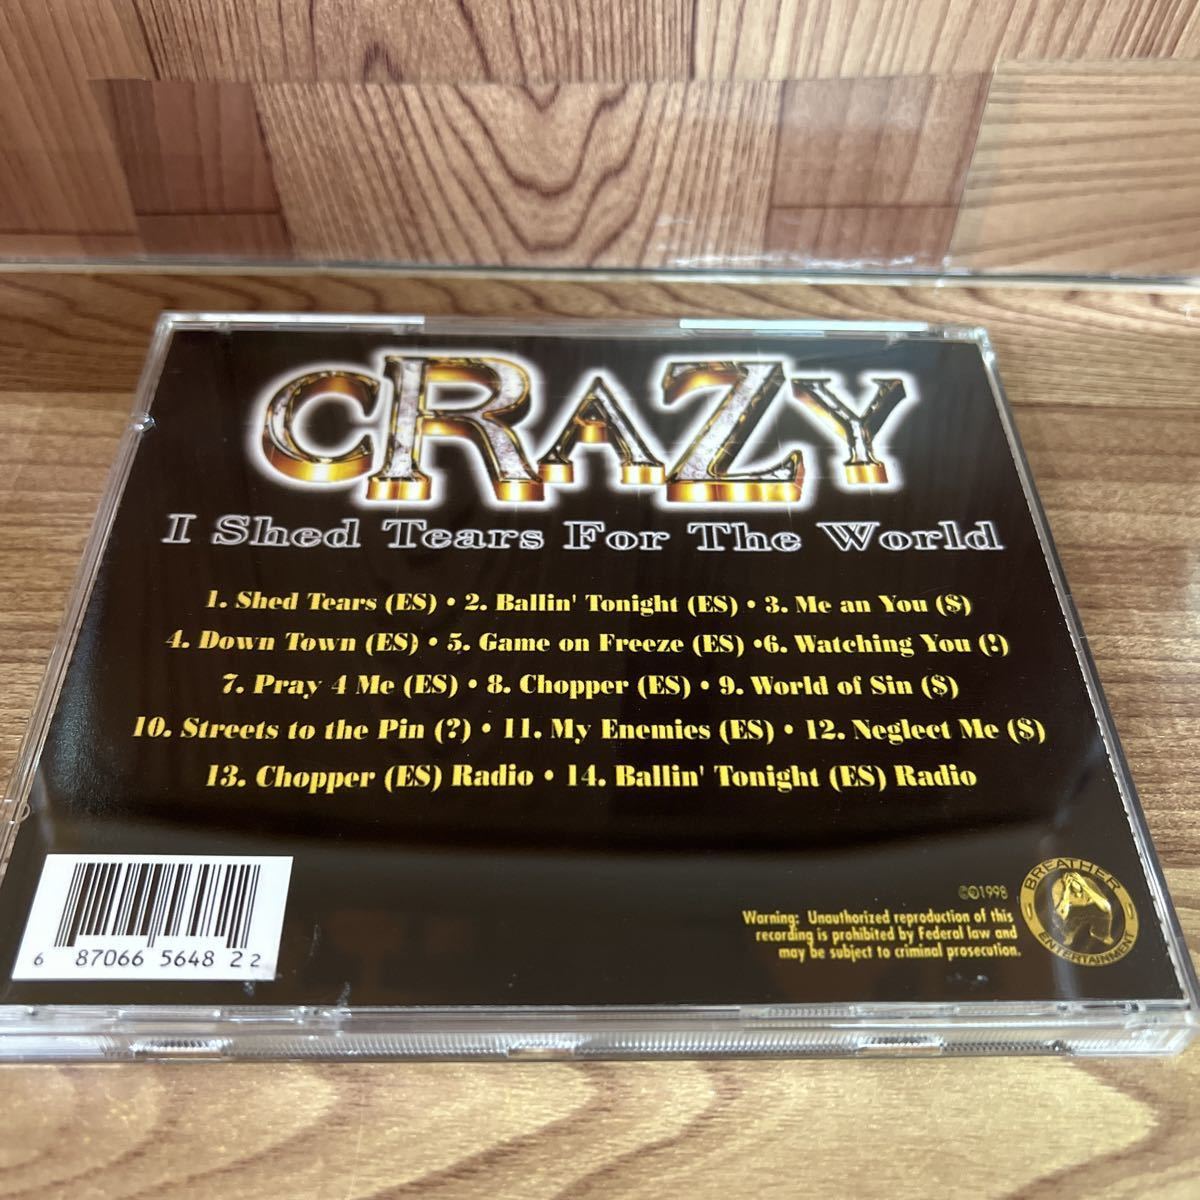 CRAZY
I Shed Tears For The World
1. Shed Tears (ES) • 2. Ballin' Tonight (ES) • 3. Me an You ($)
4. Down Town (ES) • 5. Game on Freeze (ES) •6. Watching You (!)
7. Pray 4 Me (ES) • 8. Chopper (ES) • 9. World of Sin ($)
10. Streets to the Pin (?) • 11. My Enemies (ES) • 12. Neglect Me ($)
13. Chopper (ES) Radio • 14. Ballin' Tonight (ES) Radio
6 87066 5648 2 2
©℗1998
Warning: Unauthorized reproduction of this
recording is prohibited by Federal law and
may be subject to criminal prosecution.
BREATHER
ENTERTAINMENT